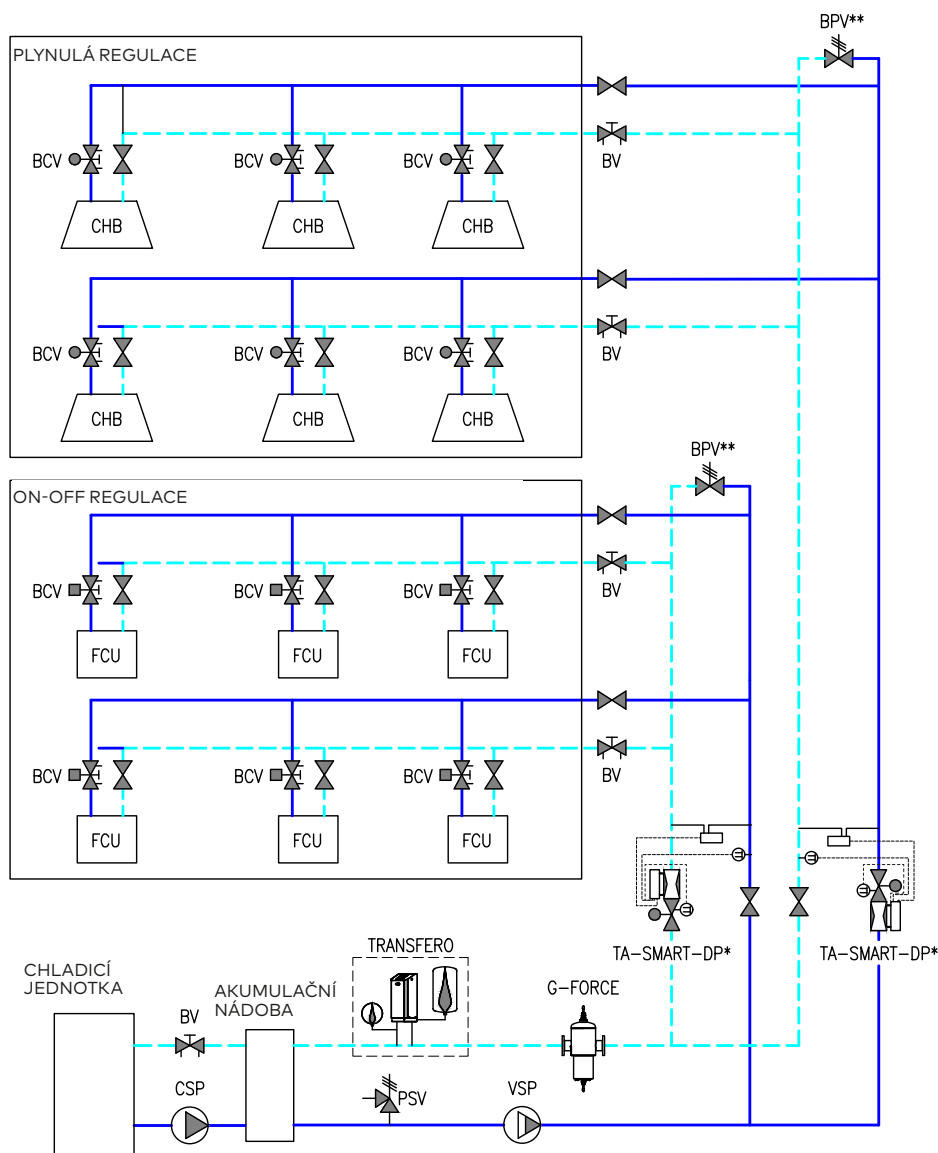 BPV**
PLYNULÁ REGULACE
BCV BCV BCV BV
CHB CHB CHB
BCV BCV BCV BV
CHB CHB CHB
BPV**
ON-OFF REGULACE
BCV BCV BCV BV
FCU FCU FCU
BCV BCV BCV BV
FCU FCU FCU
TA-SMART-DP* TA-SMART-DP*
TRANSFERO
CHLADICÍ
JEDNOTKA
AKUMULAČNÍ
NÁDOBA
G-FORCE
BV
CSP PSV VSP